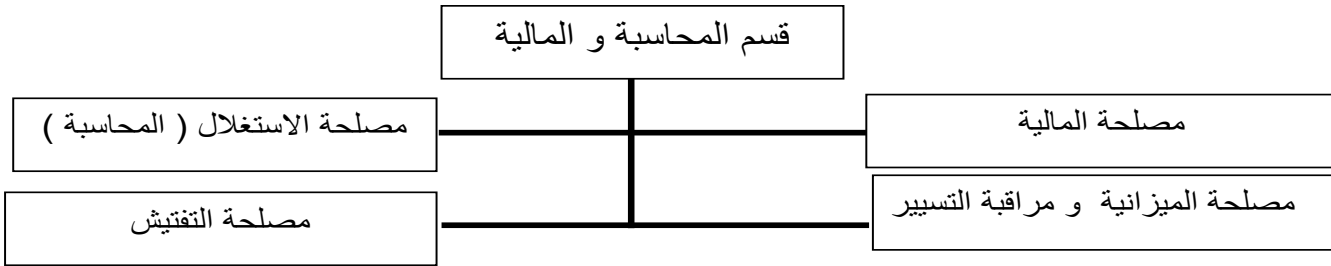 قسم المحاسبة و المالية
مصلحة المالية
مصلحة الاستغلال ( المحاسبة )
مصلحة الميزانية و مراقبة التسيير
مصلحة التفتيش